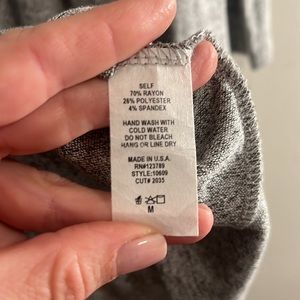 SELF
70% RAYON
26% POLYESTER
4% SPANDEX
HAND WASH WITH
COLD WATER
DO NOT BLEACH
HANG OR LINE DRY
MADE IN U.S.A.
RN#123789
STYLE:10609
CUT# 2035
M